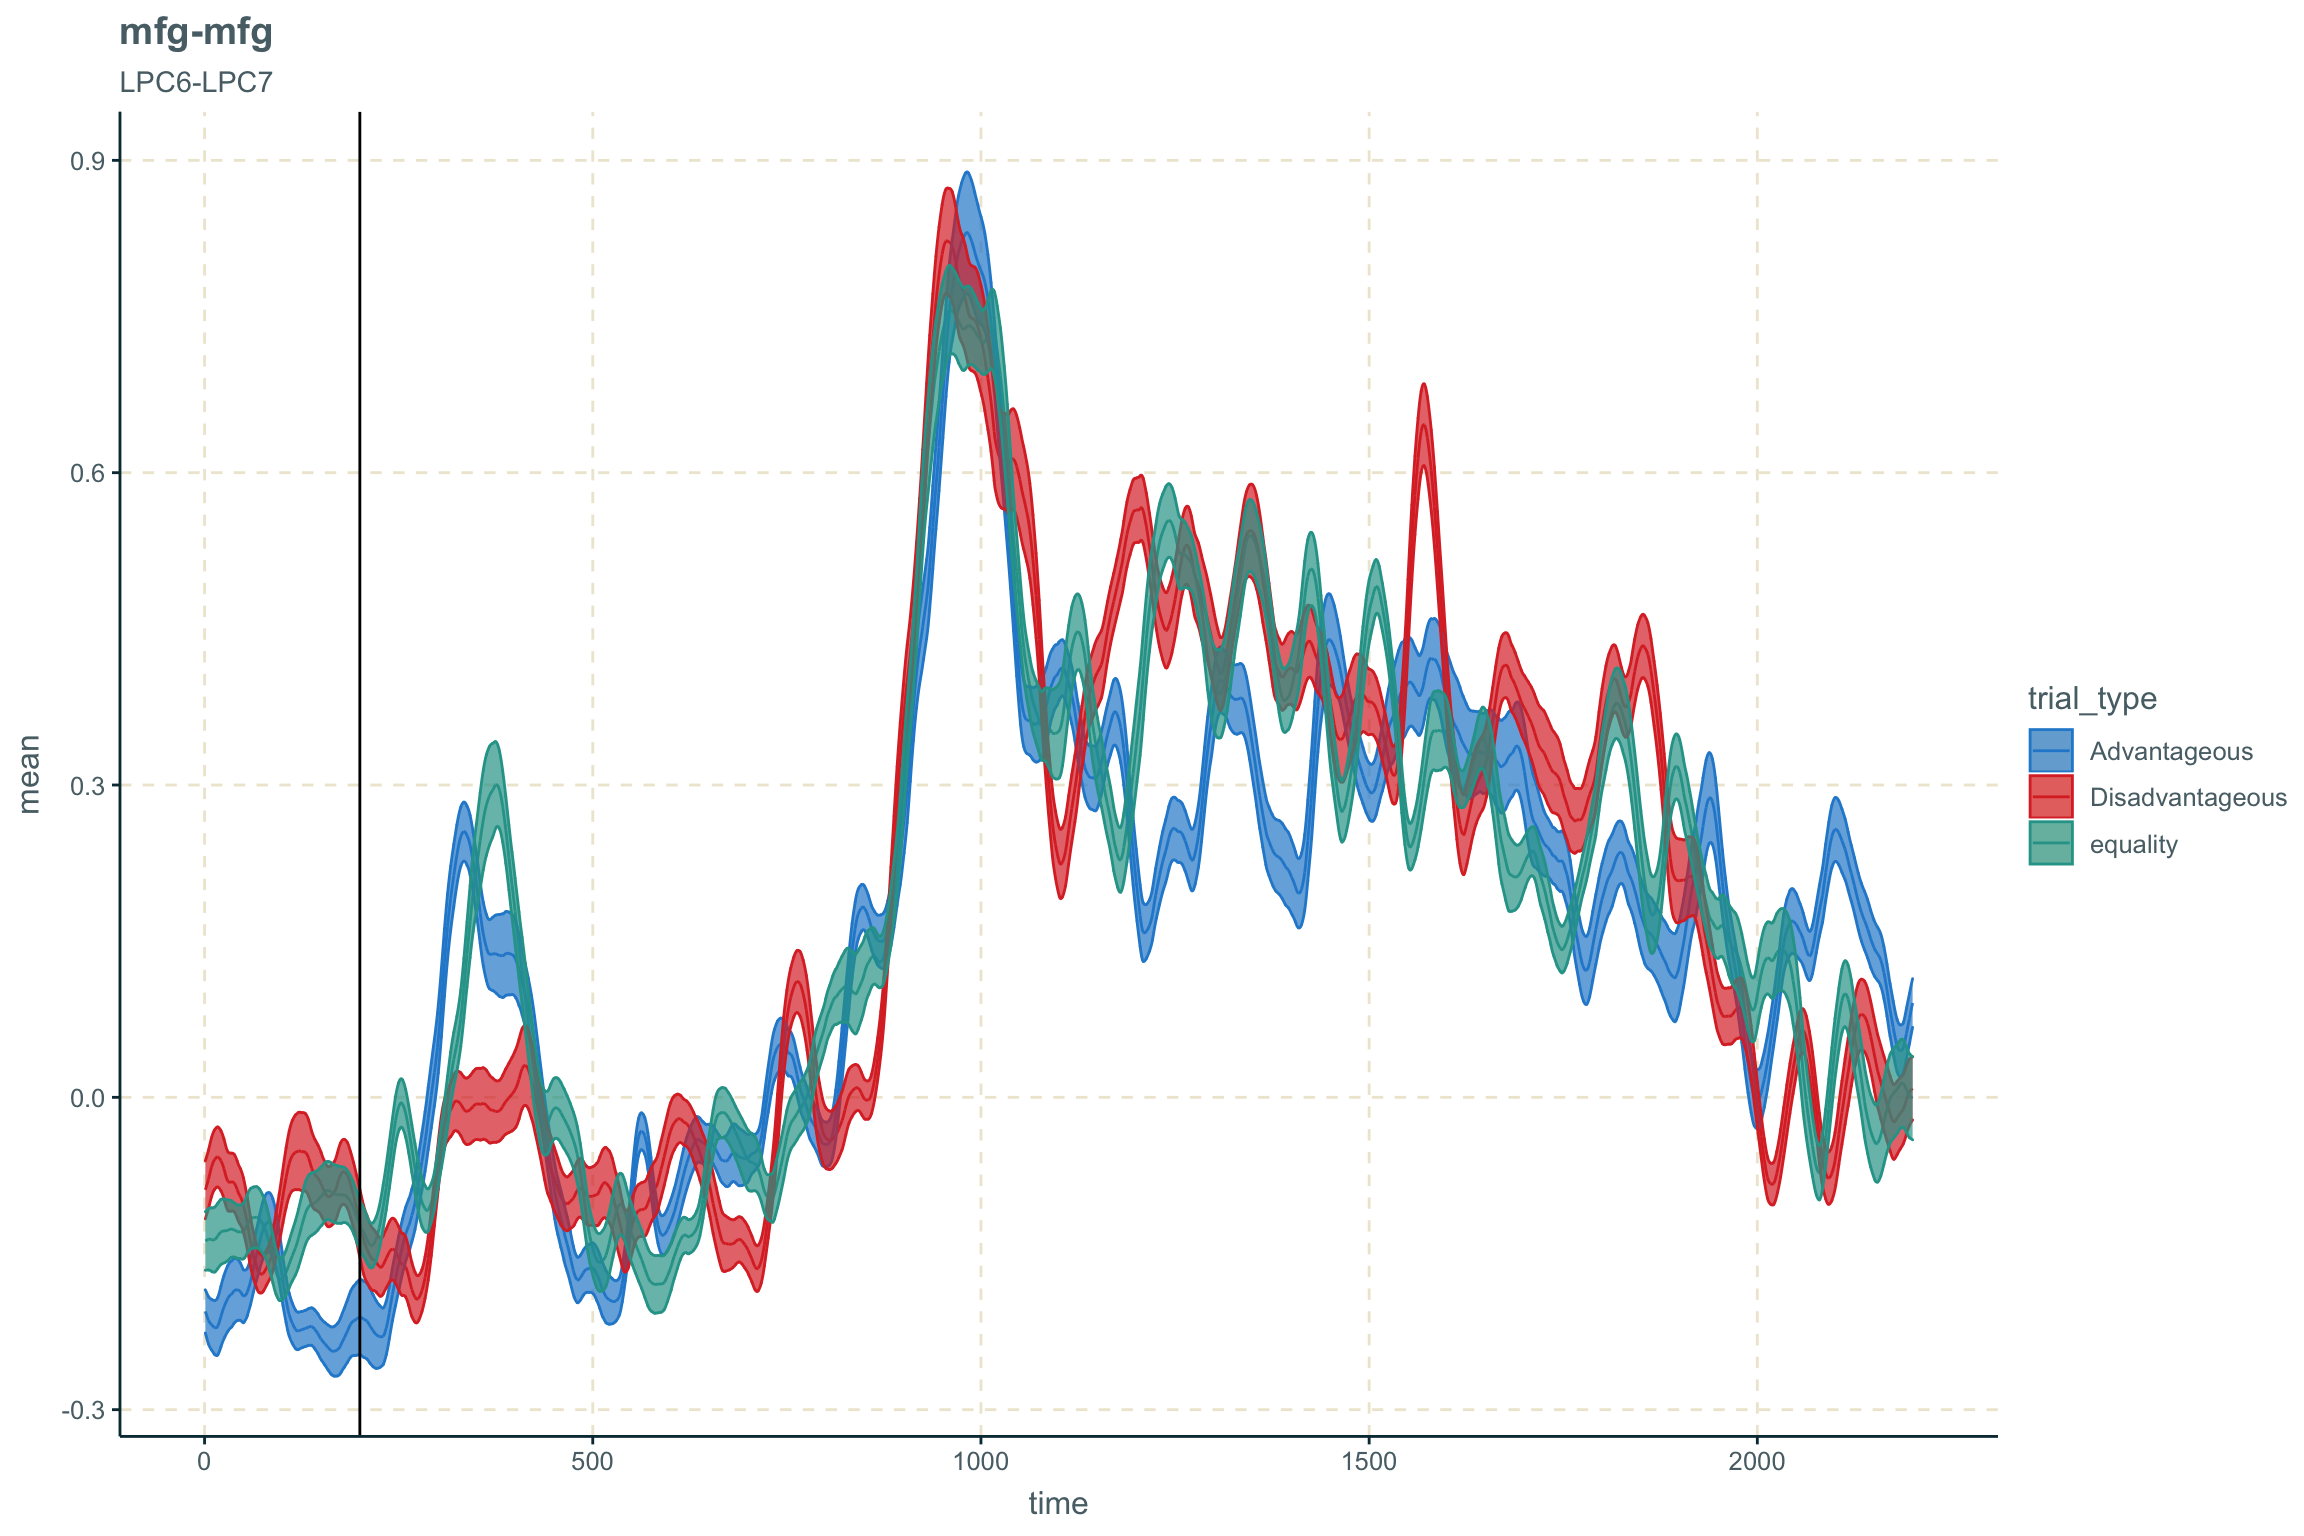 mfg-mfg
LPC6-LPC7
0.9
0.6
0.3
0.0
-0.3
mean
0
500
1000
1500
2000
time
trial_type
Advantageous
Disadvantageous
equality